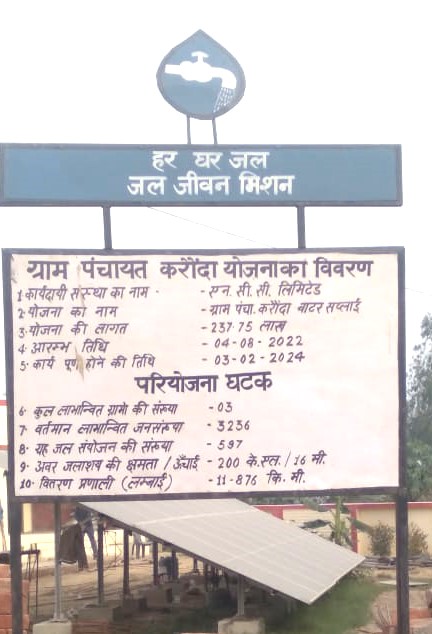 हर घर जल
जल जीवन मिशन
ग्राम पंचायत करौंदा योजनाका विवरण
1 कार्यदायी संस्था का नाम - - एन. सी. सी. लिमिटेड
2 योजना का नाम - ग्राम पंचा. करौंदा वाटर सप्लाई
3 योजना की लागत - 237.75 लाख
4. आरम्भ तिथि - 04-08-2022
5. कार्य पूर्ण होने की तिथि - 03-02-2024
परियोजना घटक
6. कुल लाभान्वित ग्रामो की संख्या - 03
7. वर्तमान लाभान्वित जनसंख्या - 3236
8. गृह जल संयोजन की संख्या - 597
9. अवर जलाशय की क्षमता / ऊँचाई - 200 के.एल. / 16 मी.
10. वितरण प्रणाली (लम्बाई) - 11.876 कि. मी.